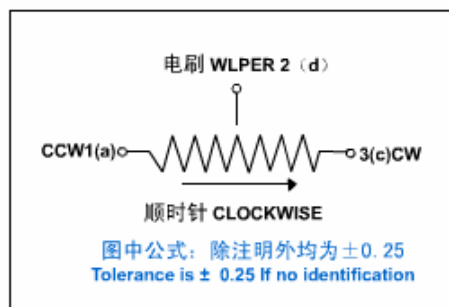 电刷 WLPER 2（d）
CCW1(a) 3(c)CW
顺时针 CLOCKWISE
图中公式：除注明外均为±0.25
Tolerance is ± 0.25 If no identification